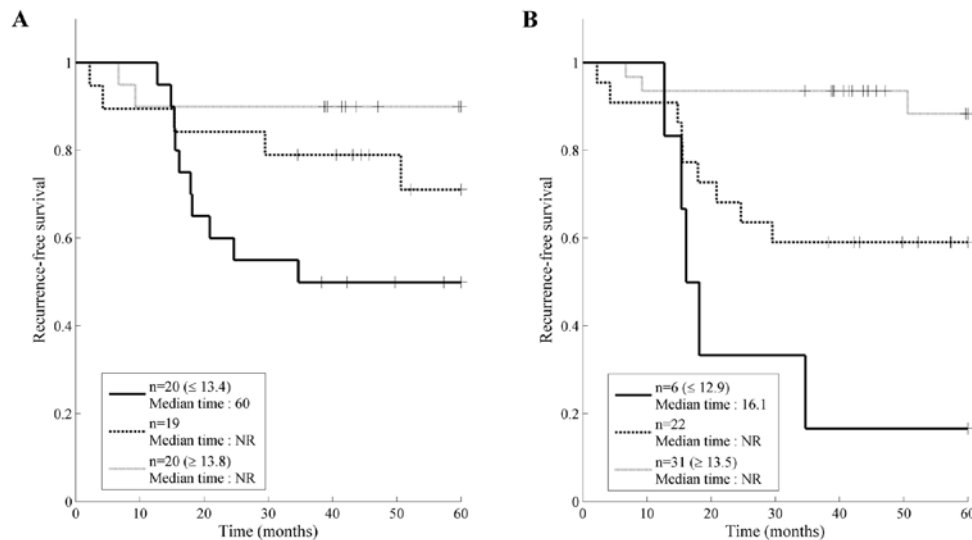 A
Recurrence-free survival
1
0.8
0.6
0.4
0.2
0
n=20 (≤ 13.4)
Median time : 60
n=19
Median time : NR
n=20 (≥ 13.8)
Median time : NR
0 10 20 30 40 50 60
Time (months)
B
Recurrence-free survival
1
0.8
0.6
0.4
0.2
0
n=6 (≤ 12.9)
Median time : 16.1
n=22
Median time : NR
n=31 (≥ 13.5)
Median time : NR
0 10 20 30 40 50 60
Time (months)